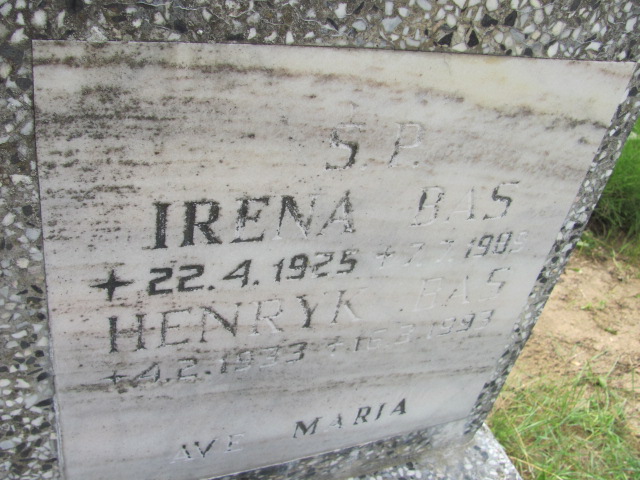 Ś.P.
IRENA BAS
+22.4.1925
HENRYK BAS
+4.2.1933
AVE MARIA